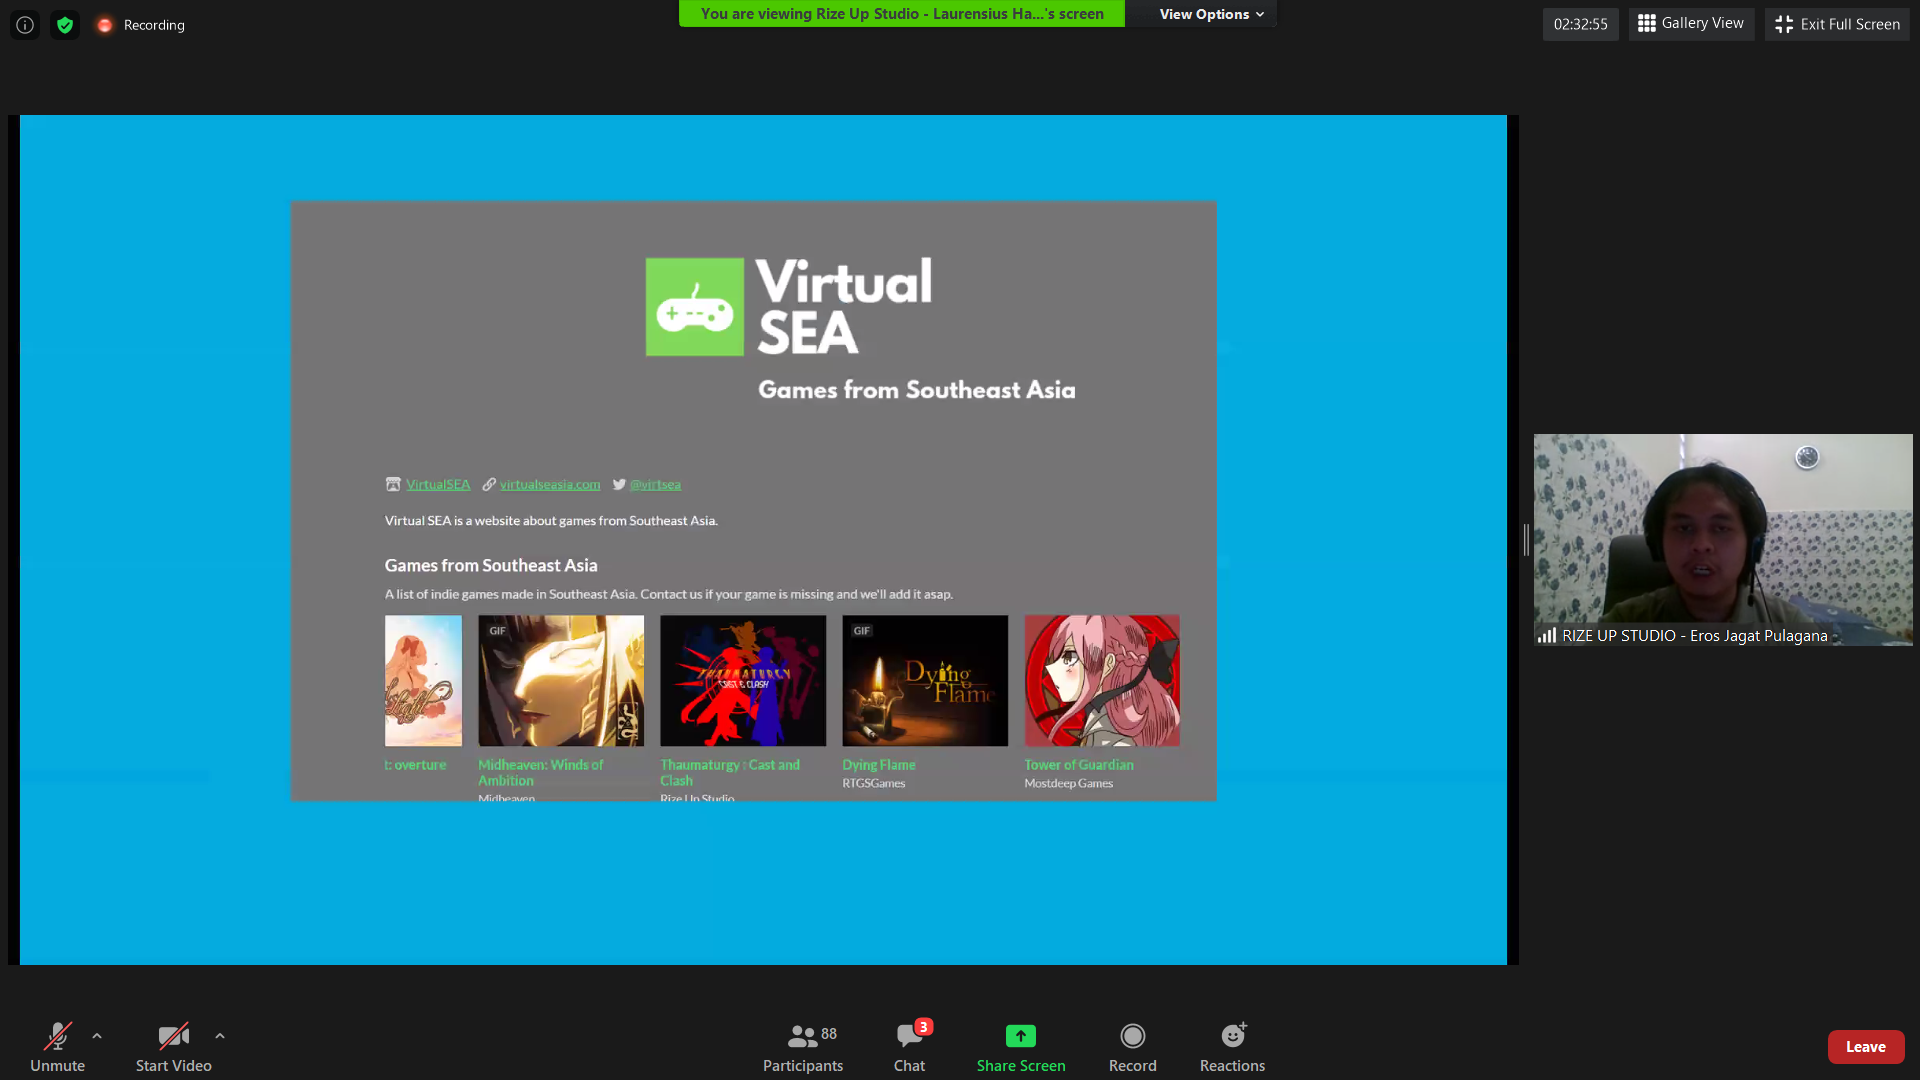 Recording
You are viewing Rize Up Studio - Laurensius Ha...'s screen
View Options
02:32:55
Gallery View
Exit Full Screen
Virtual
SEA
Games from Southeast Asia
VirtualSEA virtualseasia.com @virtsea
Virtual SEA is a website about games from Southeast Asia.
Games from Southeast Asia
A list of indie games made in Southeast Asia. Contact us if your game is missing and we'll add it asap.
GIF
THAUMATURGY
CAST & CLASH
GIF
Dying
Flame
: overture
Midheaven: Winds of
Ambition
Midheaven
Thaumaturgy : Cast and
Clash
Rize Up Studio
Dying Flame
RTGSGames
Tower of Guardian
Mostdeep Games
RIZE UP STUDIO - Eros Jagat Pulagana
Unmute
Start Video
88
Participants
3
Chat
Share Screen
Record
Reactions
Leave